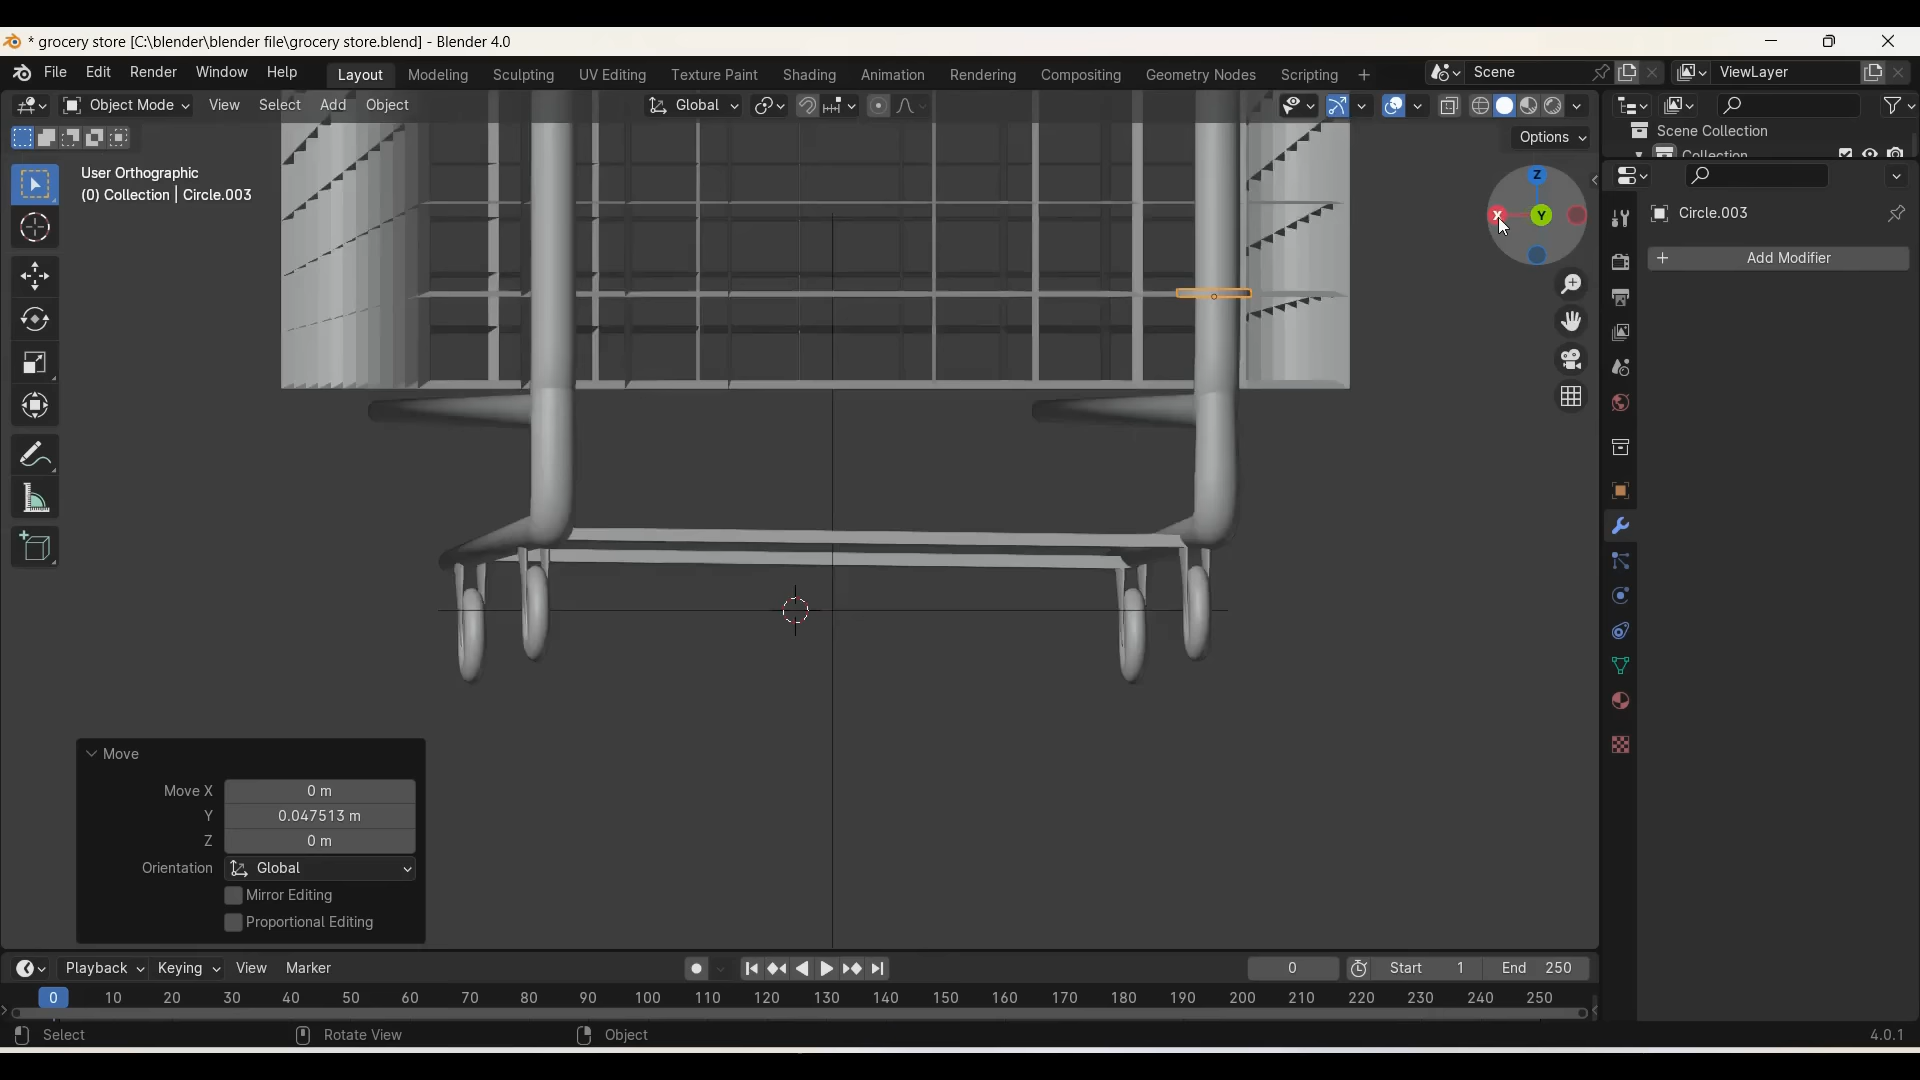 * grocery store [C:\blender\blender file\grocery store.blend] - Blender 4.0
File Edit Render Window Help Layout Modeling Sculpting UV Editing Texture Paint Shading Animation Rendering Compositing Geometry Nodes Scripting + Scene ViewLayer
Object Mode View Select Add Object Global
Options
Scene Collection
Collection
User Orthographic
(0) Collection | Circle.003
Z
X
Y
Circle.003
+ Add Modifier
Move
Move X 0 m
Y 0.047513 m
Z 0 m
Orientation Global
Mirror Editing
Proportional Editing
Playback Keying View Marker 0 Start 1 End 250
0 10 20 30 40 50 60 70 80 90 100 110 120 130 140 150 160 170 180 190 200 210 220 230 240 250
Select Rotate View Object 4.0.1